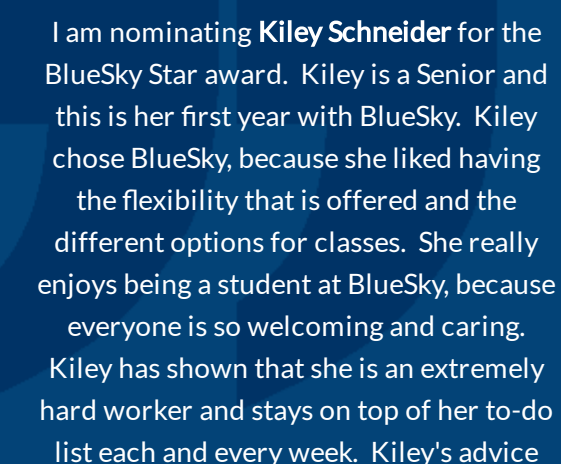 I am nominating Kiley Schneider for the
BlueSky Star award.  Kiley is a Senior and
this is her first year with BlueSky.  Kiley
chose BlueSky, because she liked having
the flexibility that is offered and the
different options for classes.  She really
enjoys being a student at BlueSky, because
everyone is so welcoming and caring.
Kiley has shown that she is an extremely
hard worker and stays on top of her to-do
list each and every week.  Kiley's advice